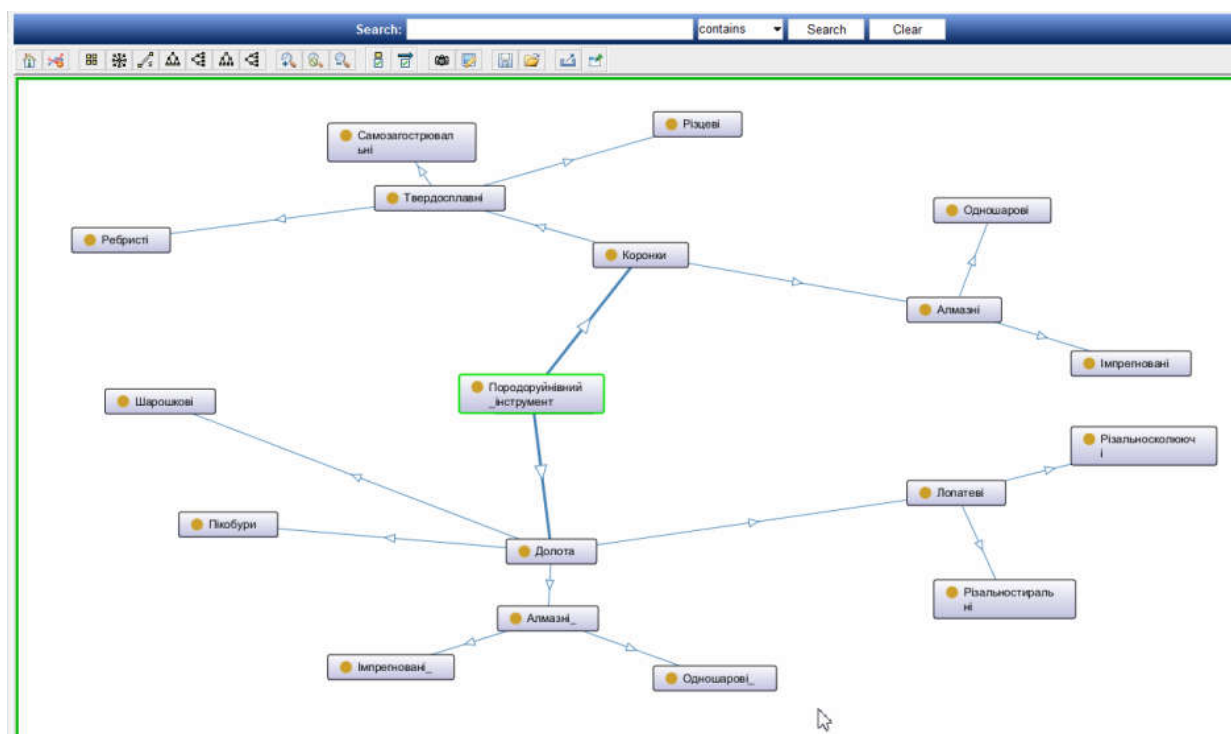 Search:
contains
Search
Clear
Самозагострювал
ьні
Різцеві
Твердосплавні
Ребристі
Коронки
Одношарові
Алмазні
Імпрегновані
Породоруйнівний
_інструмент
Шарошкові
Різальносколююч
і
Лопатеві
Пікобури
Долота
Різальностираль
ні
Алмазні_
Імпрегновані_
Одношарові_